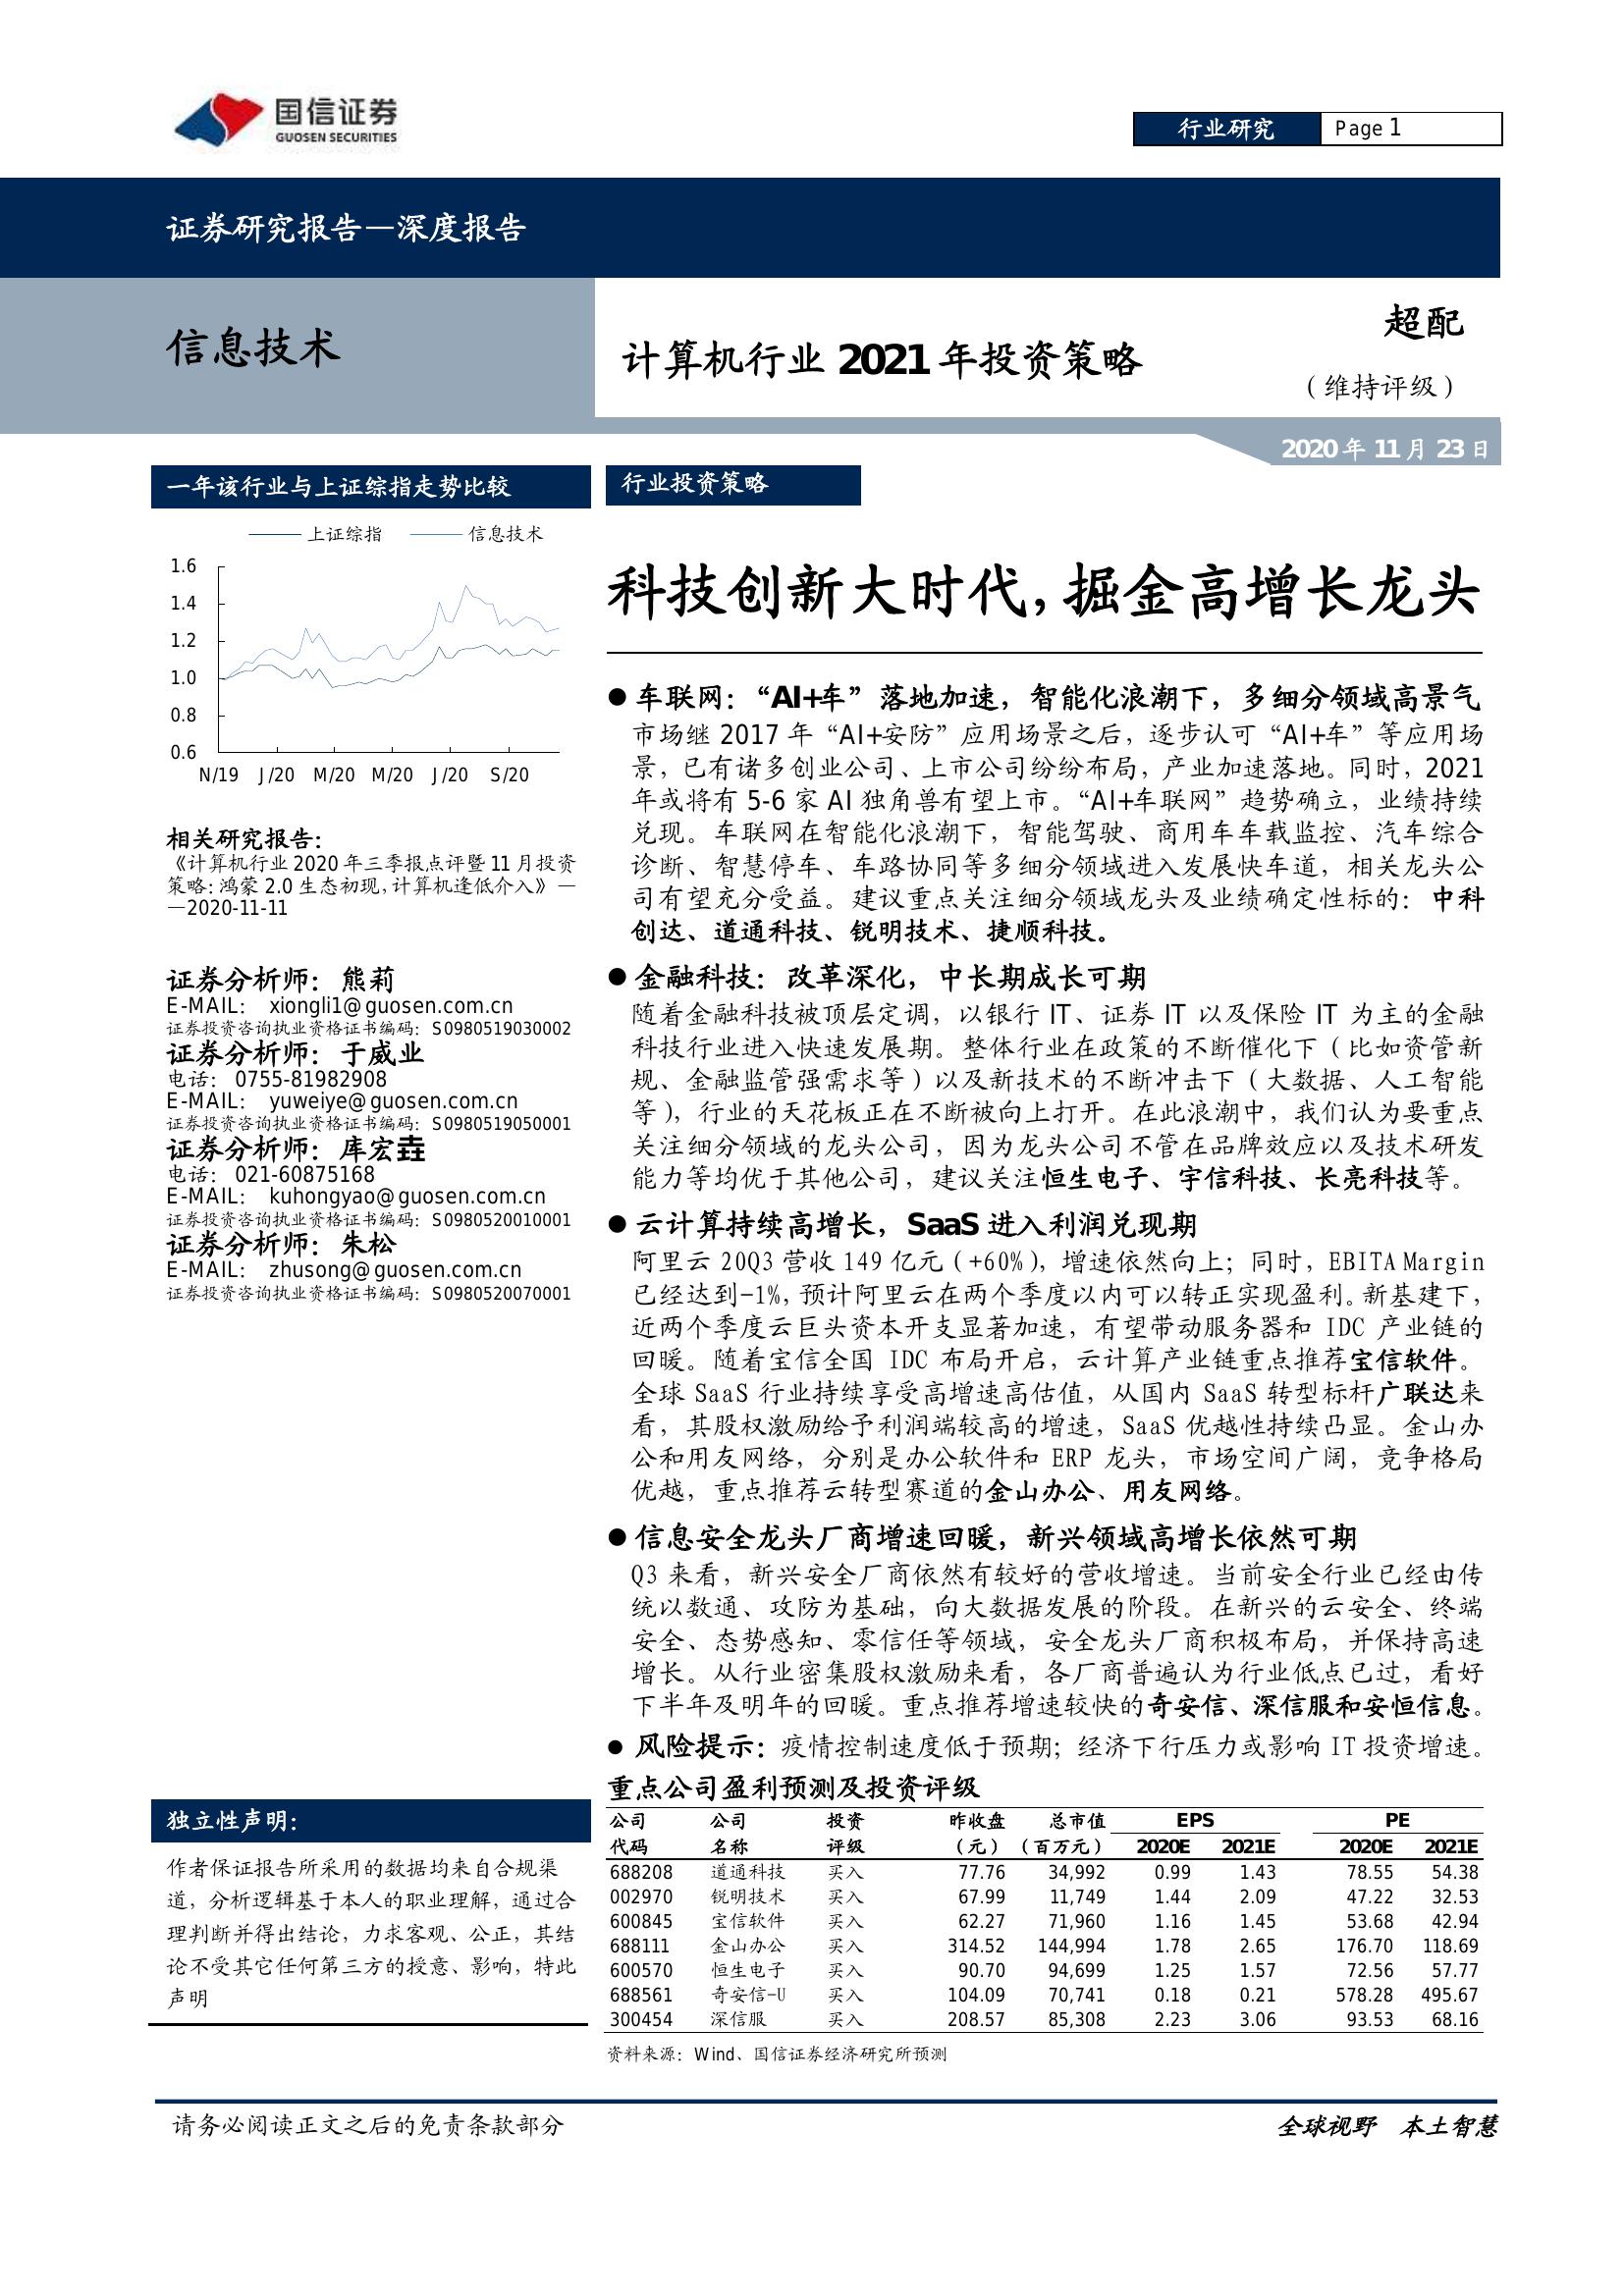 国信证券
GUOSEN SECURITIES
行业研究
Page 1
证券研究报告—深度报告
信息技术
计算机行业 2021 年投资策略
超配
（维持评级）
2020 年 11 月 23 日
一年该行业与上证综指走势比较
上证综指 信息技术
1.6
1.4
1.2
1.0
0.8
0.6
N/19 J/20 M/20 M/20 J/20 S/20
相关研究报告：
《计算机行业 2020 年三季报点评暨 11 月投资
策略：鸿蒙 2.0 生态初现，计算机逢低介入》—
—2020-11-11
证券分析师：熊莉
E-MAIL： xiongli1@guosen.com.cn
证券投资咨询执业资格证书编码：S0980519030002
证券分析师：于威业
电话： 0755-81982908
E-MAIL： yuweiye@guosen.com.cn
证券投资咨询执业资格证书编码：S0980519050001
证券分析师：库宏垚
电话： 021-60875168
E-MAIL： kuhongyao@guosen.com.cn
证券投资咨询执业资格证书编码：S0980520010001
证券分析师：朱松
E-MAIL： zhusong@guosen.com.cn
证券投资咨询执业资格证书编码：S0980520070001
独立性声明：
作者保证报告所采用的数据均来自合规渠
道，分析逻辑基于本人的职业理解，通过合
理判断并得出结论，力求客观、公正，其结
论不受其它任何第三方的授意、影响，特此
声明
行业投资策略
科技创新大时代，掘金高增长龙头
● 车联网：“AI+车”落地加速，智能化浪潮下，多细分领域高景气
市场继 2017 年“AI+安防”应用场景之后，逐步认可“AI+车”等应用场
景，已有诸多创业公司、上市公司纷纷布局，产业加速落地。同时，2021
年或将有 5-6 家 AI 独角兽有望上市。“AI+车联网”趋势确立，业绩持续
兑现。车联网在智能化浪潮下，智能驾驶、商用车车载监控、汽车综合
诊断、智慧停车、车路协同等多细分领域进入发展快车道，相关龙头公
司有望充分受益。建议重点关注细分领域龙头及业绩确定性标的：中科
创达、道通科技、锐明技术、捷顺科技。
● 金融科技：改革深化，中长期成长可期
随着金融科技被顶层定调，以银行 IT、证券 IT 以及保险 IT 为主的金融
科技行业进入快速发展期。整体行业在政策的不断催化下（比如资管新
规、金融监管强需求等）以及新技术的不断冲击下（大数据、人工智能
等），行业的天花板正在不断被向上打开。在此浪潮中，我们认为要重点
关注细分领域的龙头公司，因为龙头公司不管在品牌效应以及技术研发
能力等均优于其他公司，建议关注恒生电子、宇信科技、长亮科技等。
● 云计算持续高增长，SaaS 进入利润兑现期
阿里云 20Q3 营收 149 亿元（+60%），增速依然向上；同时，EBITA Margin
已经达到-1%，预计阿里云在两个季度以内可以转正实现盈利。新基建下，
近两个季度云巨头资本开支显著加速，有望带动服务器和 IDC 产业链的
回暖。随着宝信全国 IDC 布局开启，云计算产业链重点推荐宝信软件。
全球 SaaS 行业持续享受高增速高估值，从国内 SaaS 转型标杆广联达来
看，其股权激励给予利润端较高的增速，SaaS 优越性持续凸显。金山办
公和用友网络，分别是办公软件和 ERP 龙头，市场空间广阔，竞争格局
优越，重点推荐云转型赛道的金山办公、用友网络。
● 信息安全龙头厂商增速回暖，新兴领域高增长依然可期
Q3 来看，新兴安全厂商依然有较好的营收增速。当前安全行业已经由传
统以数通、攻防为基础，向大数据发展的阶段。在新兴的云安全、终端
安全、态势感知、零信任等领域，安全龙头厂商积极布局，并保持高速
增长。从行业密集股权激励来看，各厂商普遍认为行业低点已过，看好
下半年及明年的回暖。重点推荐增速较快的奇安信、深信服和安恒信息。
● 风险提示：疫情控制速度低于预期；经济下行压力或影响 IT 投资增速。
重点公司盈利预测及投资评级
公司 公司 投资 昨收盘 总市值 EPS PE
代码 名称 评级 （元） （百万元） 2020E 2021E 2020E 2021E
688208 道通科技 买入 77.76 34,992 0.99 1.43 78.55 54.38
002970 锐明技术 买入 67.99 11,749 1.44 2.09 47.22 32.53
600845 宝信软件 买入 62.27 71,960 1.16 1.45 53.68 42.94
688111 金山办公 买入 314.52 144,994 1.78 2.65 176.70 118.69
600570 恒生电子 买入 90.70 94,699 1.25 1.57 72.56 57.77
688561 奇安信-U 买入 104.09 70,741 0.18 0.21 578.28 495.67
300454 深信服 买入 208.57 85,308 2.23 3.06 93.53 68.16
资料来源：Wind、国信证券经济研究所预测
请务必阅读正文之后的免责条款部分
全球视野 本土智慧